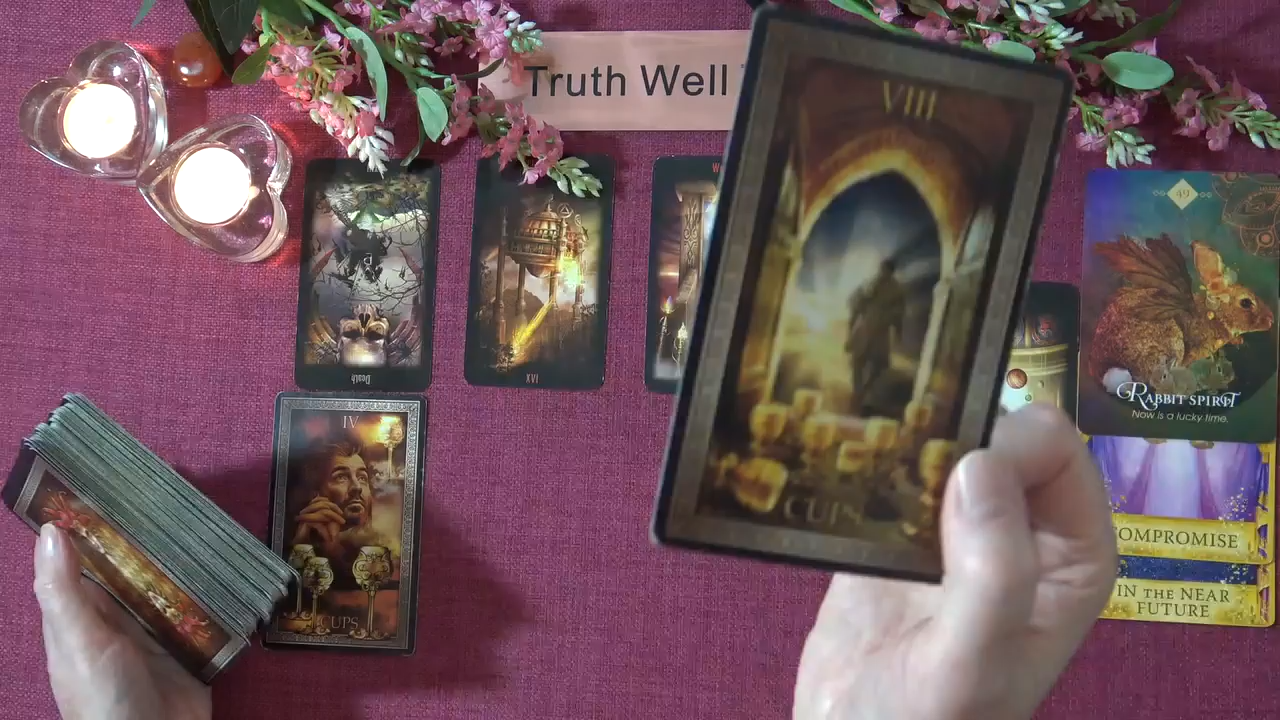 Truth Well
VIII
CUPS
49
RABBIT SPIRIT
Now is a lucky time.
Death
XVI
IV
CUPS
OMPROMISE
IN THE NEAR
FUTURE